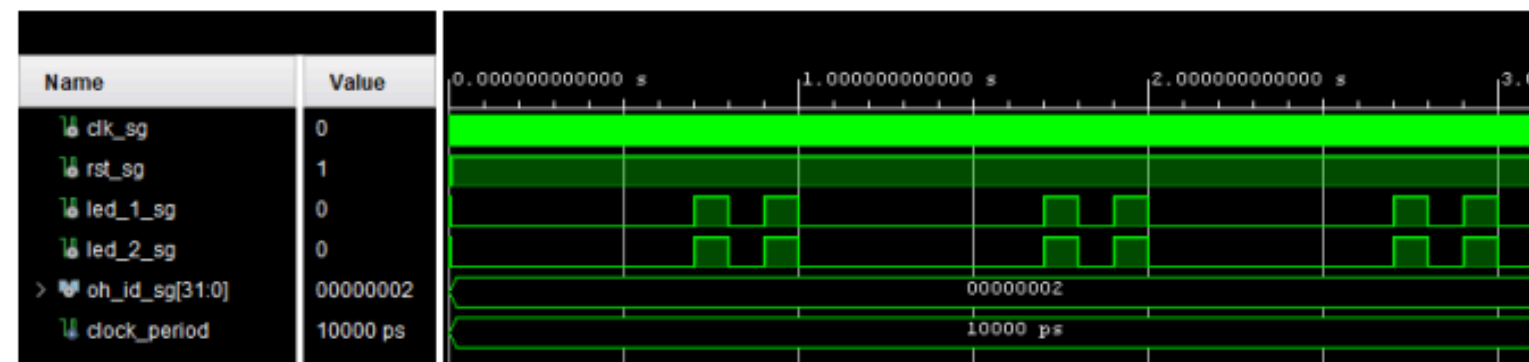 Name Value 0.000000000000 s 1.000000000000 s 2.000000000000 s 3.
clk_sg 0
rst_sg 1
led_1_sg 0
led_2_sg 0
> oh_id_sg[31:0] 00000002 00000002
clock_period 10000 ps 10000 ps